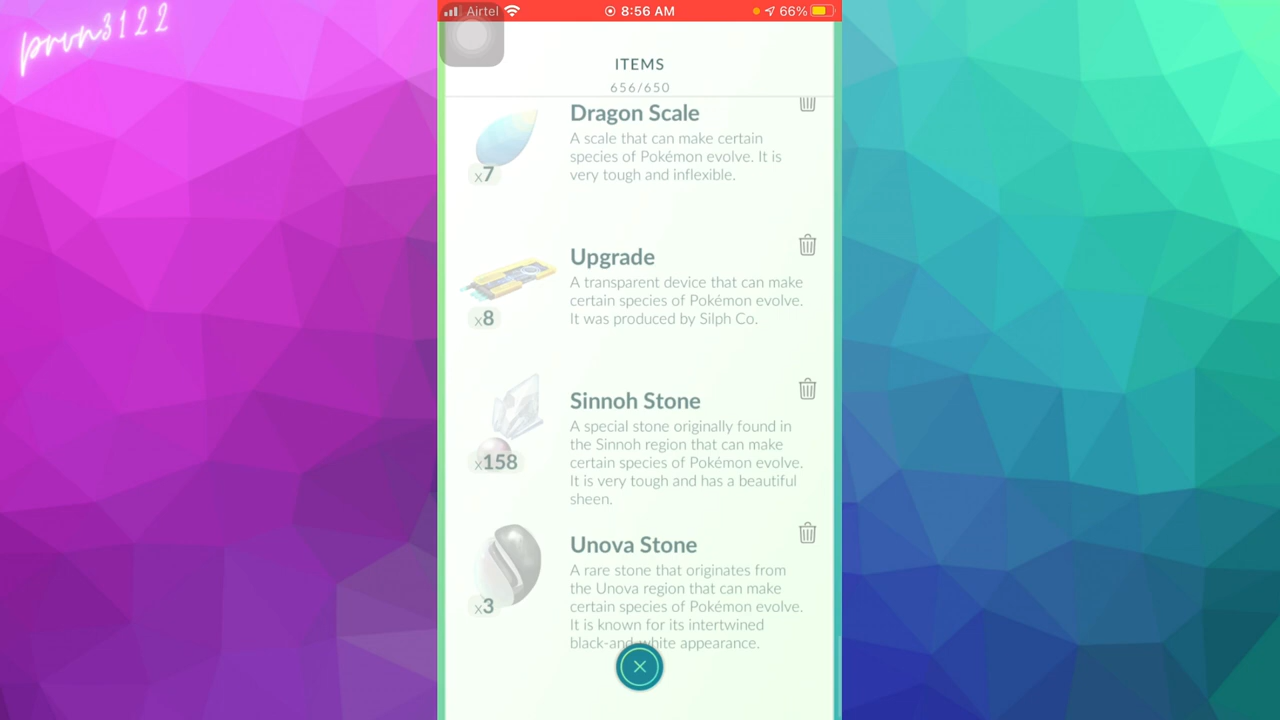 prvn3122
Airtel 8:56 AM 66%
ITEMS
656/650
Dragon Scale
A scale that can make certain
species of Pokémon evolve. It is
very tough and inflexible.
x7
Upgrade
A transparent device that can make
certain species of Pokémon evolve.
It was produced by Silph Co.
x8
Sinnoh Stone
A special stone originally found in
the Sinnoh region that can make
certain species of Pokémon evolve.
It is very tough and has a beautiful
sheen.
x158
Unova Stone
A rare stone that originates from
the Unova region that can make
certain species of Pokémon evolve.
It is known for its intertwined
black-and-white appearance.
x3